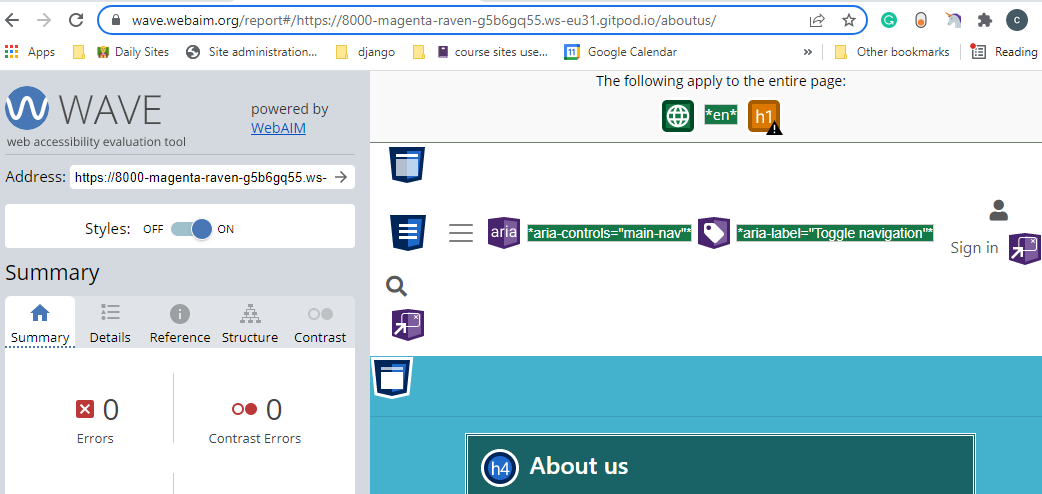 wave.webaim.org/report#/https://8000-magenta-raven-g5b6gq55.ws-eu31.gitpod.io/aboutus/
C
Apps Daily Sites Site administration... django course sites use... 11 Google Calendar » Other bookmarks Reading
WAVE
web accessibility evaluation tool
powered by
WebAIM
Address: https://8000-magenta-raven-g5b6gq55.ws-
Styles: OFF ON
Summary
Summary Details Reference Structure Contrast
0
Errors
0
Contrast Errors
The following apply to the entire page:
*en* h1
aria *aria-controls="main-nav"* *aria-label="Toggle navigation"*
Sign in
h4 About us